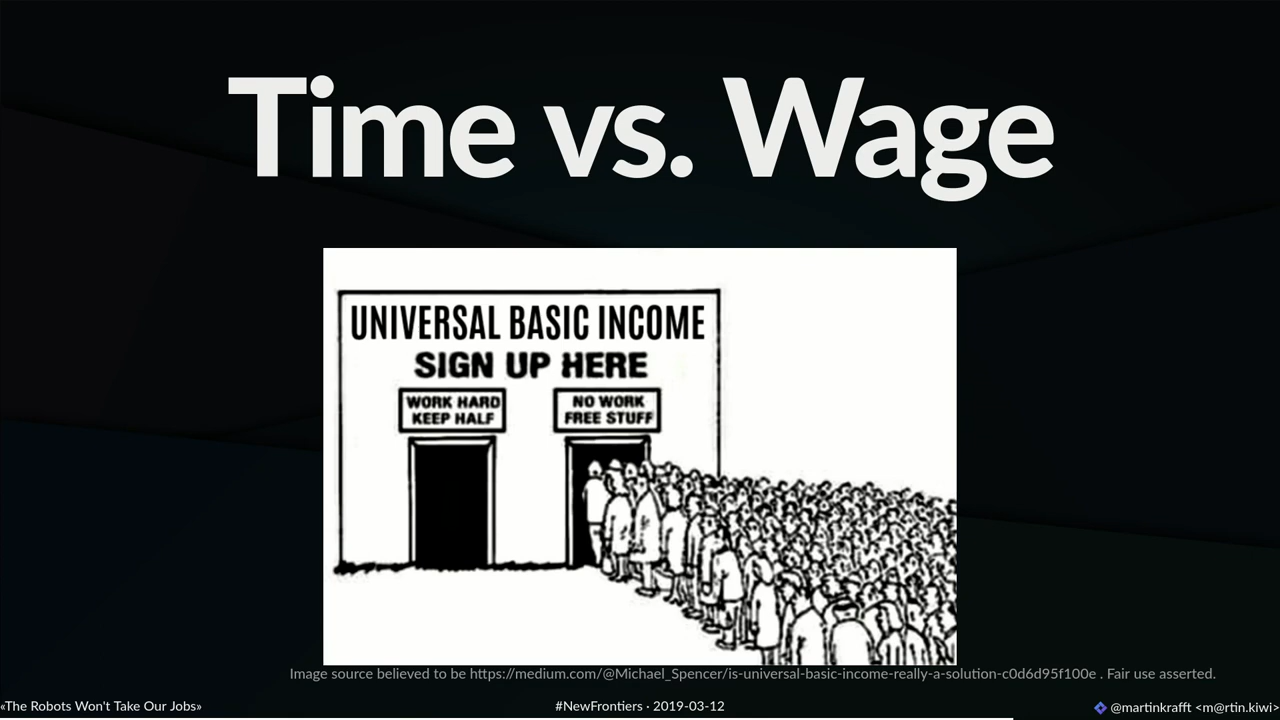 Time vs. Wage
UNIVERSAL BASIC INCOME
SIGN UP HERE
WORK HARD
KEEP HALF
NO WORK
FREE STUFF
Image source believed to be https://medium.com/@Michael_Spencer/is-universal-basic-income-really-a-solution-c0d6d95f100e . Fair use asserted.
«The Robots Won't Take Our Jobs»
#NewFrontiers · 2019-03-12
@martinkrafft <m@rtin.kiwi>